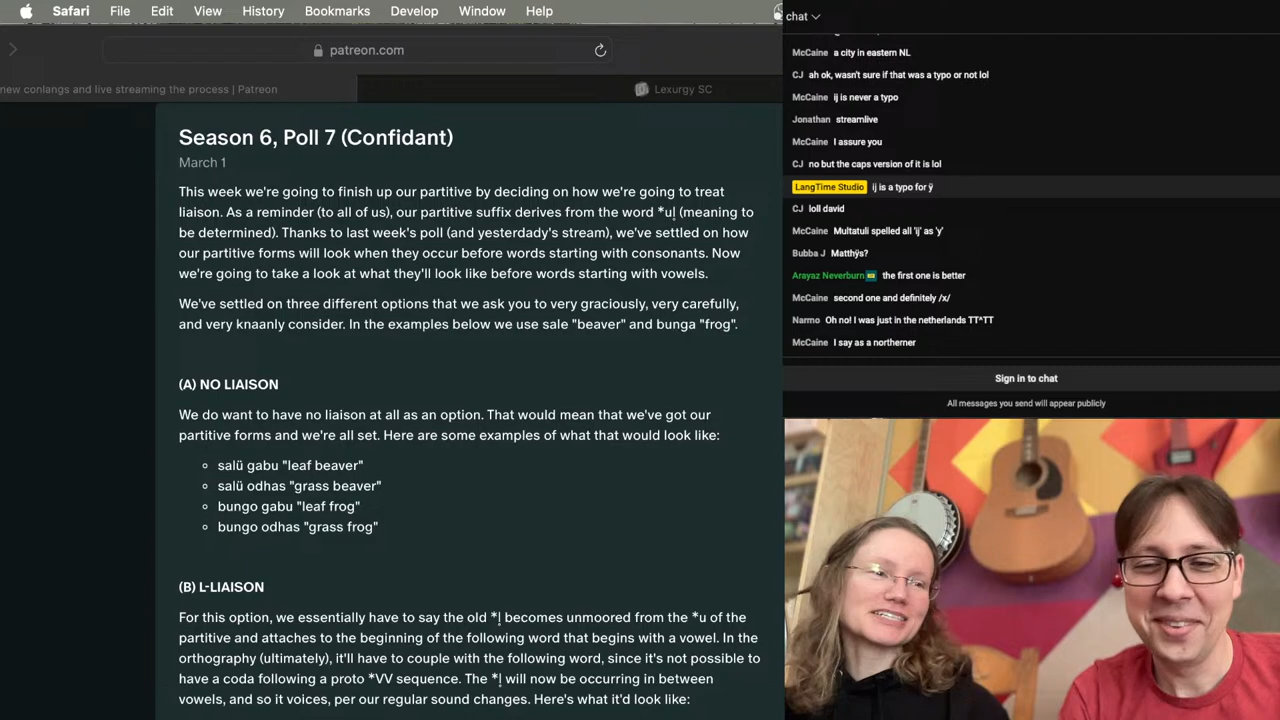 Safari File Edit View History Bookmarks Develop Window Help
patreon.com
new conlangs and live streaming the process | Patreon
Lexurgy SC
Season 6, Poll 7 (Confidant)
March 1
This week we're going to finish up our partitive by deciding on how we're going to treat
liaison. As a reminder (to all of us), our partitive suffix derives from the word *ul̥ (meaning to
be determined). Thanks to last week's poll (and yesterdady's stream), we've settled on how
our partitive forms will look when they occur before words starting with consonants. Now
we're going to take a look at what they'll look like before words starting with vowels.
We've settled on three different options that we ask you to very graciously, very carefully,
and very knaanly consider. In the examples below we use sale "beaver" and bunga "frog".
(A) NO LIAISON
We do want to have no liaison at all as an option. That would mean that we've got our
partitive forms and we're all set. Here are some examples of what that would look like:
salü gabu "leaf beaver"
salü odhas "grass beaver"
bungo gabu "leaf frog"
bungo odhas "grass frog"
(B) L-LIAISON
For this option, we essentially have to say the old *l̥ becomes unmoored from the *u of the
partitive and attaches to the beginning of the following word that begins with a vowel. In the
orthography (ultimately), it'll have to couple with the following word, since it's not possible to
have a coda following a proto *VV sequence. The *l̥ will now be occurring in between
vowels, and so it voices, per our regular sound changes. Here's what it'd look like:
chat
McCaine a city in eastern NL
CJ ah ok, wasn't sure if that was a typo or not lol
McCaine ij is never a typo
Jonathan streamlive
McCaine I assure you
CJ no but the caps version of it is lol
LangTime Studio ij is a typo for ÿ
CJ loll david
McCaine Multatuli spelled all 'ij' as 'y'
Bubba J Matthÿs?
Arayaz Neverburn the first one is better
McCaine second one and definitely /x/
Narmo Oh no! I was just in the netherlands TT^TT
McCaine I say as a northerner
Sign in to chat
All messages you send will appear publicly